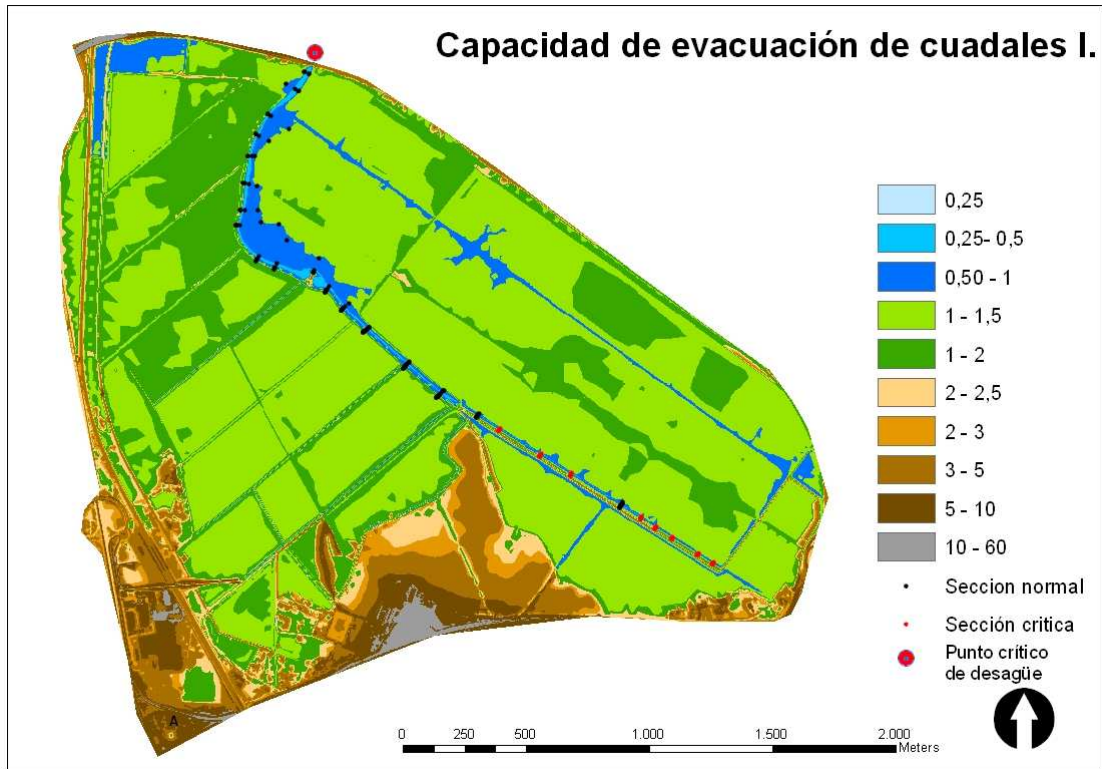 Capacidad de evacuación de cuadales I.
0,25
0,25- 0,5
0,50 - 1
1 - 1,5
1 - 2
2 - 2,5
2 - 3
3 - 5
5 - 10
10 - 60
Seccion normal
Sección critica
Punto crítico
de desagüe
A
0 250 500 1.000 1.500 2.000
Meters